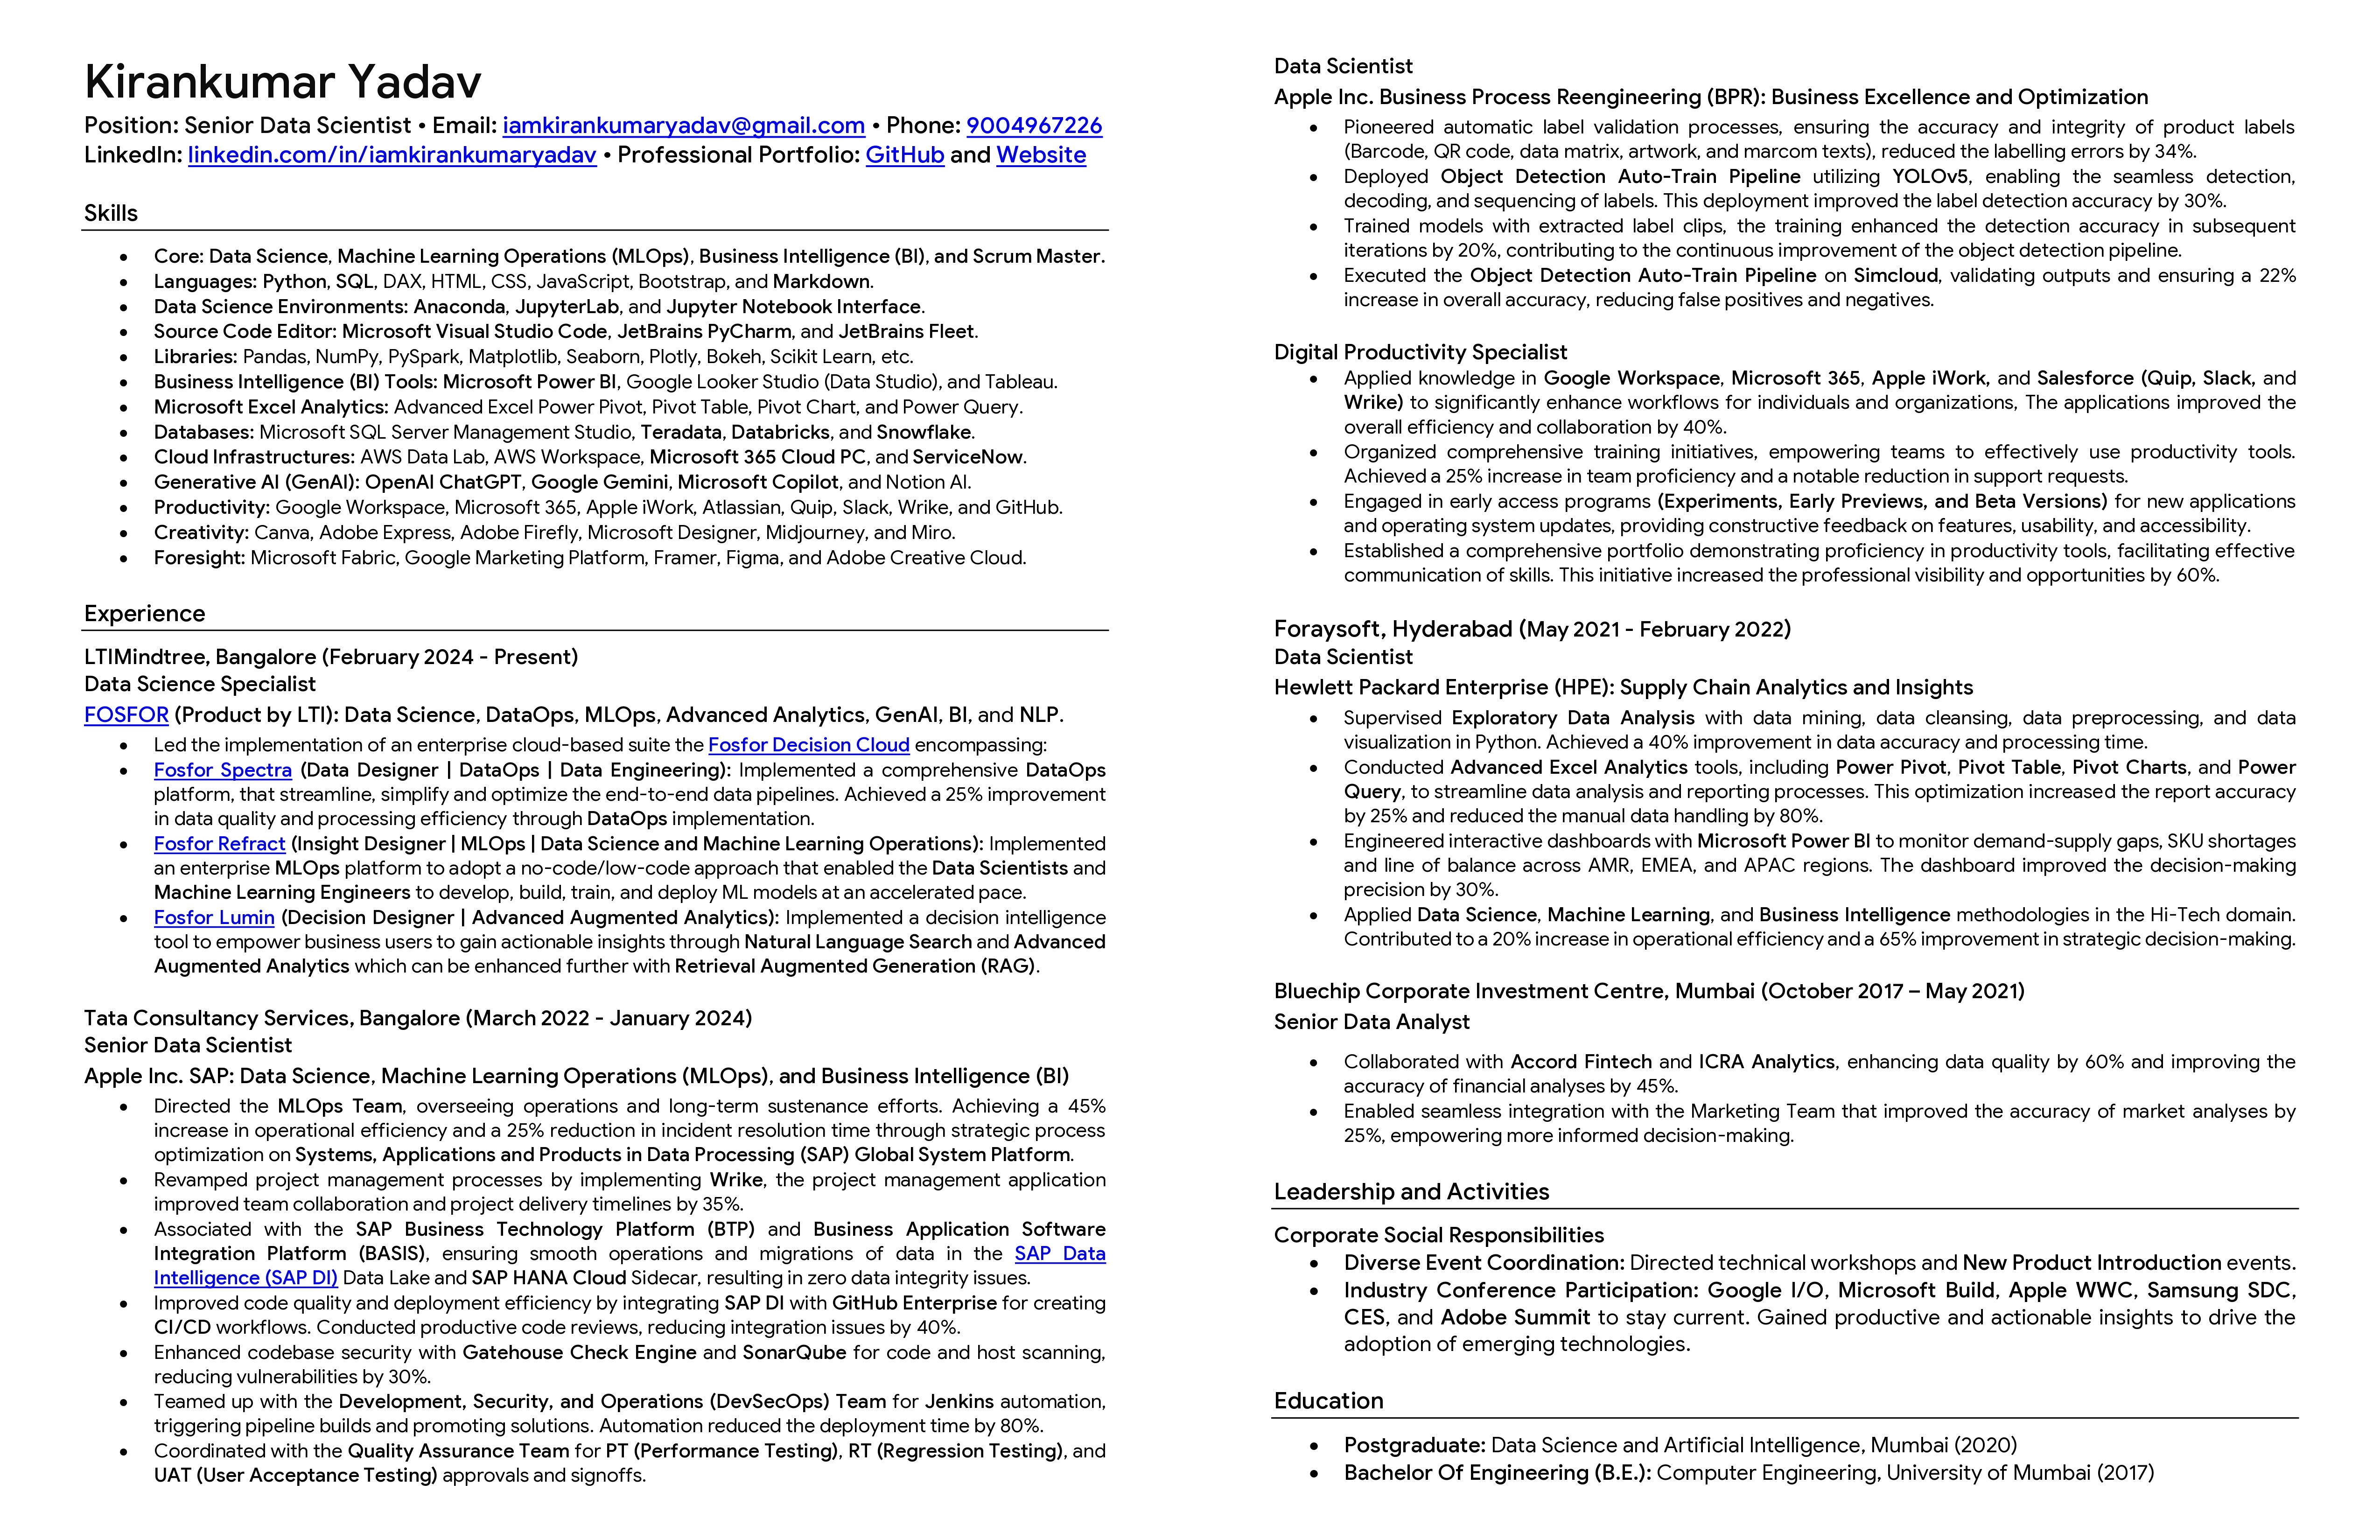 Kirankumar Yadav
Position: Senior Data Scientist • Email: iamkirankumaryadav@gmail.com • Phone: 9004967226
LinkedIn: linkedin.com/in/iamkirankumaryadav • Professional Portfolio: GitHub and Website
Skills
• Core: Data Science, Machine Learning Operations (MLOps), Business Intelligence (BI), and Scrum Master.
• Languages: Python, SQL, DAX, HTML, CSS, JavaScript, Bootstrap, and Markdown.
• Data Science Environments: Anaconda, JupyterLab, and Jupyter Notebook Interface.
• Source Code Editor: Microsoft Visual Studio Code, JetBrains PyCharm, and JetBrains Fleet.
• Libraries: Pandas, NumPy, PySpark, Matplotlib, Seaborn, Plotly, Bokeh, Scikit Learn, etc.
• Business Intelligence (BI) Tools: Microsoft Power BI, Google Looker Studio (Data Studio), and Tableau.
• Microsoft Excel Analytics: Advanced Excel Power Pivot, Pivot Table, Pivot Chart, and Power Query.
• Databases: Microsoft SQL Server Management Studio, Teradata, Databricks, and Snowflake.
• Cloud Infrastructures: AWS Data Lab, AWS Workspace, Microsoft 365 Cloud PC, and ServiceNow.
• Generative AI (GenAI): OpenAI ChatGPT, Google Gemini, Microsoft Copilot, and Notion AI.
• Productivity: Google Workspace, Microsoft 365, Apple iWork, Atlassian, Quip, Slack, Wrike, and GitHub.
• Creativity: Canva, Adobe Express, Adobe Firefly, Microsoft Designer, Midjourney, and Miro.
• Foresight: Microsoft Fabric, Google Marketing Platform, Framer, Figma, and Adobe Creative Cloud.
Experience
LTIMindtree, Bangalore (February 2024 - Present)
Data Science Specialist
FOSFOR (Product by LTI): Data Science, DataOps, MLOps, Advanced Analytics, GenAI, BI, and NLP.
• Led the implementation of an enterprise cloud-based suite the Fosfor Decision Cloud encompassing:
• Fosfor Spectra (Data Designer | DataOps | Data Engineering): Implemented a comprehensive DataOps
platform, that streamline, simplify and optimize the end-to-end data pipelines. Achieved a 25% improvement
in data quality and processing efficiency through DataOps implementation.
• Fosfor Refract (Insight Designer | MLOps | Data Science and Machine Learning Operations): Implemented
an enterprise MLOps platform to adopt a no-code/low-code approach that enabled the Data Scientists and
Machine Learning Engineers to develop, build, train, and deploy ML models at an accelerated pace.
• Fosfor Lumin (Decision Designer | Advanced Augmented Analytics): Implemented a decision intelligence
tool to empower business users to gain actionable insights through Natural Language Search and Advanced
Augmented Analytics which can be enhanced further with Retrieval Augmented Generation (RAG).
Tata Consultancy Services, Bangalore (March 2022 - January 2024)
Senior Data Scientist
Apple Inc. SAP: Data Science, Machine Learning Operations (MLOps), and Business Intelligence (BI)
• Directed the MLOps Team, overseeing operations and long-term sustenance efforts. Achieving a 45%
increase in operational efficiency and a 25% reduction in incident resolution time through strategic process
optimization on Systems, Applications and Products in Data Processing (SAP) Global System Platform.
• Revamped project management processes by implementing Wrike, the project management application
improved team collaboration and project delivery timelines by 35%.
• Associated with the SAP Business Technology Platform (BTP) and Business Application Software
Integration Platform (BASIS), ensuring smooth operations and migrations of data in the SAP Data
Intelligence (SAP DI) Data Lake and SAP HANA Cloud Sidecar, resulting in zero data integrity issues.
• Improved code quality and deployment efficiency by integrating SAP DI with GitHub Enterprise for creating
CI/CD workflows. Conducted productive code reviews, reducing integration issues by 40%.
• Enhanced codebase security with Gatehouse Check Engine and SonarQube for code and host scanning,
reducing vulnerabilities by 30%.
• Teamed up with the Development, Security, and Operations (DevSecOps) Team for Jenkins automation,
triggering pipeline builds and promoting solutions. Automation reduced the deployment time by 80%.
• Coordinated with the Quality Assurance Team for PT (Performance Testing), RT (Regression Testing), and
UAT (User Acceptance Testing) approvals and signoffs.
Data Scientist
Apple Inc. Business Process Reengineering (BPR): Business Excellence and Optimization
• Pioneered automatic label validation processes, ensuring the accuracy and integrity of product labels
(Barcode, QR code, data matrix, artwork, and marcom texts), reduced the labelling errors by 34%.
• Deployed Object Detection Auto-Train Pipeline utilizing YOLOv5, enabling the seamless detection,
decoding, and sequencing of labels. This deployment improved the label detection accuracy by 30%.
• Trained models with extracted label clips, the training enhanced the detection accuracy in subsequent
iterations by 20%, contributing to the continuous improvement of the object detection pipeline.
• Executed the Object Detection Auto-Train Pipeline on Simcloud, validating outputs and ensuring a 22%
increase in overall accuracy, reducing false positives and negatives.
Digital Productivity Specialist
• Applied knowledge in Google Workspace, Microsoft 365, Apple iWork, and Salesforce (Quip, Slack, and
Wrike) to significantly enhance workflows for individuals and organizations, The applications improved the
overall efficiency and collaboration by 40%.
• Organized comprehensive training initiatives, empowering teams to effectively use productivity tools.
Achieved a 25% increase in team proficiency and a notable reduction in support requests.
• Engaged in early access programs (Experiments, Early Previews, and Beta Versions) for new applications
and operating system updates, providing constructive feedback on features, usability, and accessibility.
• Established a comprehensive portfolio demonstrating proficiency in productivity tools, facilitating effective
communication of skills. This initiative increased the professional visibility and opportunities by 60%.
Foraysoft, Hyderabad (May 2021 - February 2022)
Data Scientist
Hewlett Packard Enterprise (HPE): Supply Chain Analytics and Insights
• Supervised Exploratory Data Analysis with data mining, data cleansing, data preprocessing, and data
visualization in Python. Achieved a 40% improvement in data accuracy and processing time.
• Conducted Advanced Excel Analytics tools, including Power Pivot, Pivot Table, Pivot Charts, and Power
Query, to streamline data analysis and reporting processes. This optimization increased the report accuracy
by 25% and reduced the manual data handling by 80%.
• Engineered interactive dashboards with Microsoft Power BI to monitor demand-supply gaps, SKU shortages
and line of balance across AMR, EMEA, and APAC regions. The dashboard improved the decision-making
precision by 30%.
• Applied Data Science, Machine Learning, and Business Intelligence methodologies in the Hi-Tech domain.
Contributed to a 20% increase in operational efficiency and a 65% improvement in strategic decision-making.
Bluechip Corporate Investment Centre, Mumbai (October 2017 – May 2021)
Senior Data Analyst
• Collaborated with Accord Fintech and ICRA Analytics, enhancing data quality by 60% and improving the
accuracy of financial analyses by 45%.
• Enabled seamless integration with the Marketing Team that improved the accuracy of market analyses by
25%, empowering more informed decision-making.
Leadership and Activities
Corporate Social Responsibilities
• Diverse Event Coordination: Directed technical workshops and New Product Introduction events.
• Industry Conference Participation: Google I/O, Microsoft Build, Apple WWC, Samsung SDC,
CES, and Adobe Summit to stay current. Gained productive and actionable insights to drive the
adoption of emerging technologies.
Education
• Postgraduate: Data Science and Artificial Intelligence, Mumbai (2020)
• Bachelor Of Engineering (B.E.): Computer Engineering, University of Mumbai (2017)